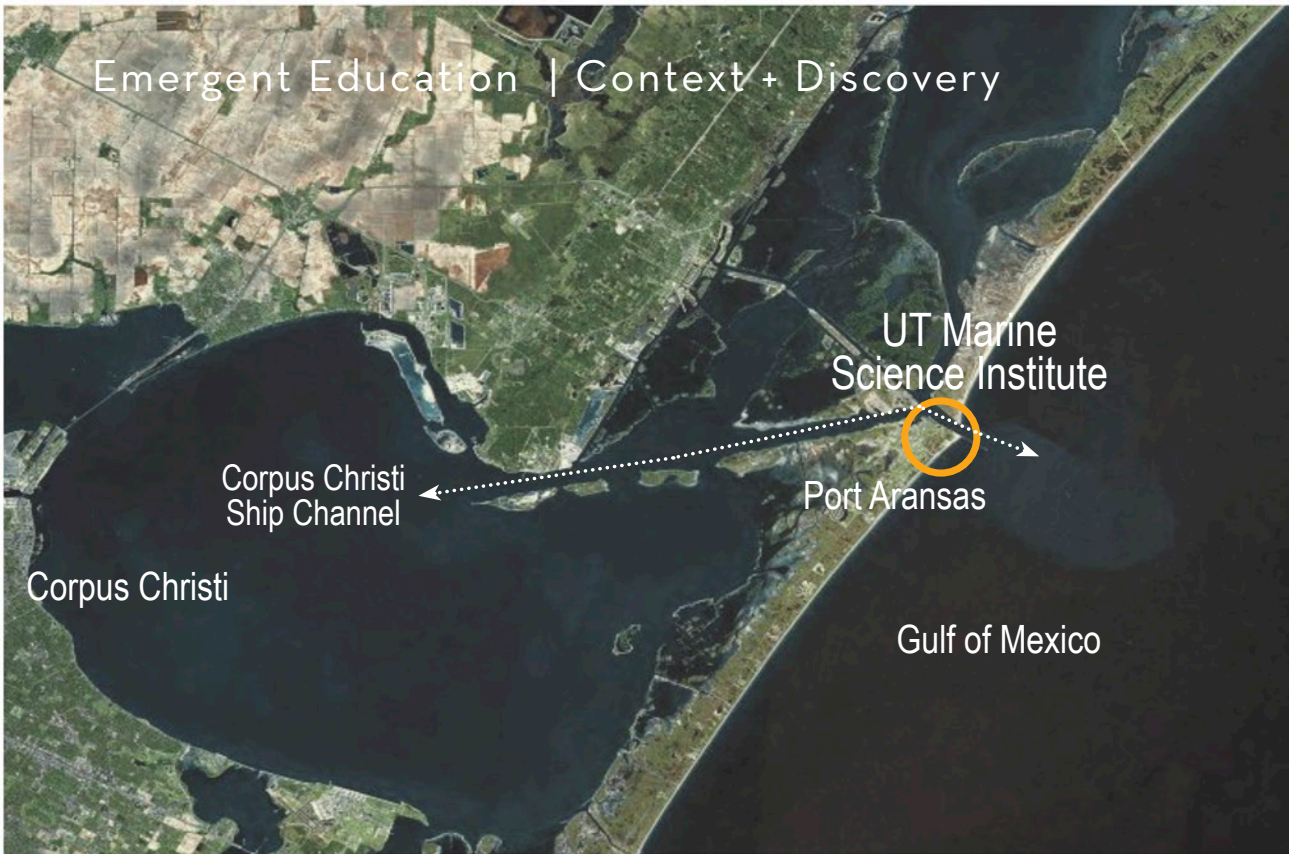 Emergent Education | Context + Discovery
UT Marine
Science Institute
Corpus Christi
Ship Channel
Port Aransas
Corpus Christi
Gulf of Mexico